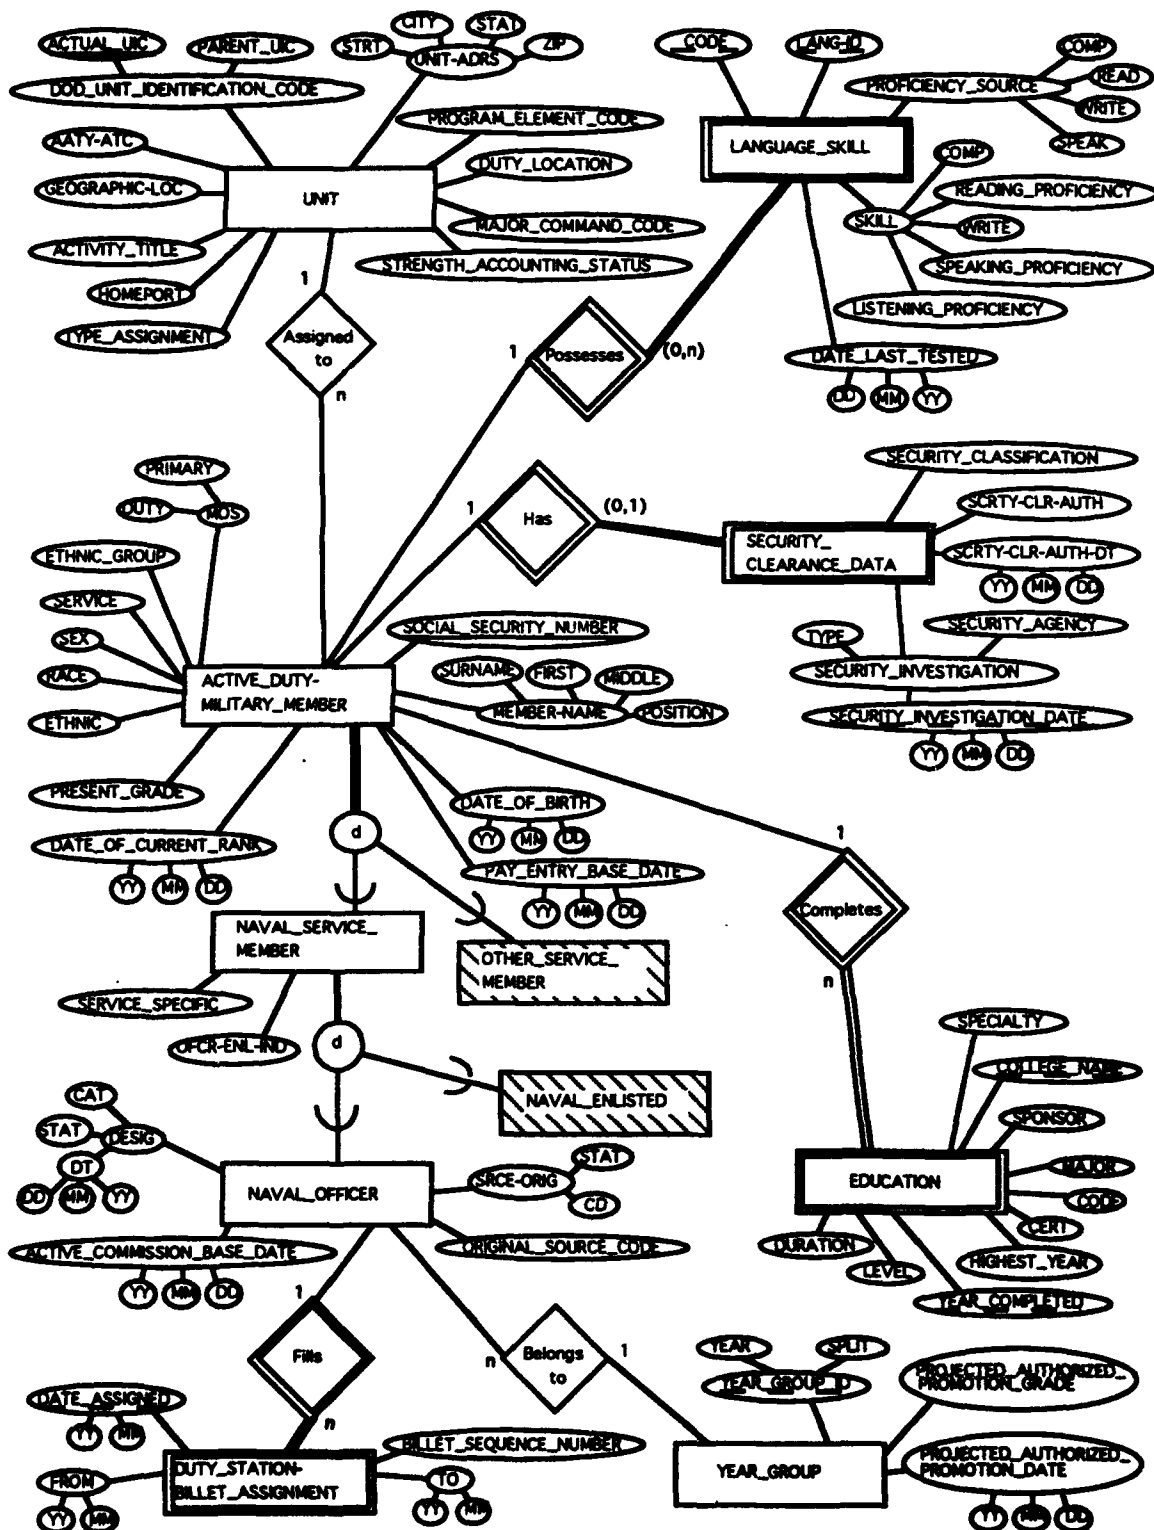 ACTUAL_UIC
PARENT_UIC
DOD_UNIT_IDENTIFICATION_CODE
STRT
CITY
STAT
ZIP
UNIT-ADRS
AATY-ATC
GEOGRAPHIC-LOC
ACTIVITY_TITLE
HOMEPORT
TYPE_ASSIGNMENT
UNIT
PROGRAM_ELEMENT_CODE
DUTY_LOCATION
MAJOR_COMMAND_CODE
STRENGTH_ACCOUNTING_STATUS
1
Assigned
to
n
_CODE_
LANG-ID
PROFICIENCY_SOURCE
COMP
READ
WRITE
SPEAK
LANGUAGE_SKILL
SKILL
COMP
READING_PROFICIENCY
WRITE
SPEAKING_PROFICIENCY
LISTENING_PROFICIENCY
DATE_LAST_TESTED
DD
MM
YY
1
Possesses
(0,n)
1
Has
(0,1)
SECURITY_
CLEARANCE_DATA
SECURITY_CLASSIFICATION
SCRTY-CLR-AUTH
SCRTY-CLR-AUTH-DT
YY
MM
DD
SECURITY_AGENCY
TYPE
SECURITY_INVESTIGATION
SECURITY_INVESTIGATION_DATE
YY
MM
DD
PRIMARY
DUTY
MOS
ETHNIC_GROUP
SERVICE
SEX
RACE
ETHNIC
PRESENT_GRADE
DATE_OF_CURRENT_RANK
YY
MM
DD
ACTIVE_DUTY-
MILITARY_MEMBER
SOCIAL_SECURITY_NUMBER
SURNAME
FIRST
MIDDLE
MEMBER-NAME
POSITION
DATE_OF_BIRTH
YY
MM
DD
PAY_ENTRY_BASE_DATE
YY
MM
DD
d
1
Completes
n
NAVAL_SERVICE_
MEMBER
OTHER_SERVICE_
MEMBER
SERVICE_SPECIFIC
OFCR-ENL-IND
d
NAVAL_ENLISTED
SPECIALTY
COLLEGE_NAME
SPONSOR
MAJOR
CODE
CERT
HIGHEST_YEAR
YEAR_COMPLETED
LEVEL
DURATION
EDUCATION
CAT
STAT
DESIG
DT
DD
MM
YY
NAVAL_OFFICER
SRCE-ORIG
STAT
CD
ORIGINAL_SOURCE_CODE
ACTIVE_COMMISSION_BASE_DATE
YY
MM
DD
1
Fills
n
n
Belongs
to
1
YEAR
SPLIT
YEAR_GROUP_ID
PROJECTED_AUTHORIZED_
PROMOTION_GRADE
YEAR_GROUP
PROJECTED_AUTHORIZED_
PROMOTION_DATE
YY
MM
DD
DATE_ASSIGNED
YY
MM
FROM
YY
MM
DUTY_STATION-
BILLET_ASSIGNMENT
BILLET_SEQUENCE_NUMBER
TO
YY
MM